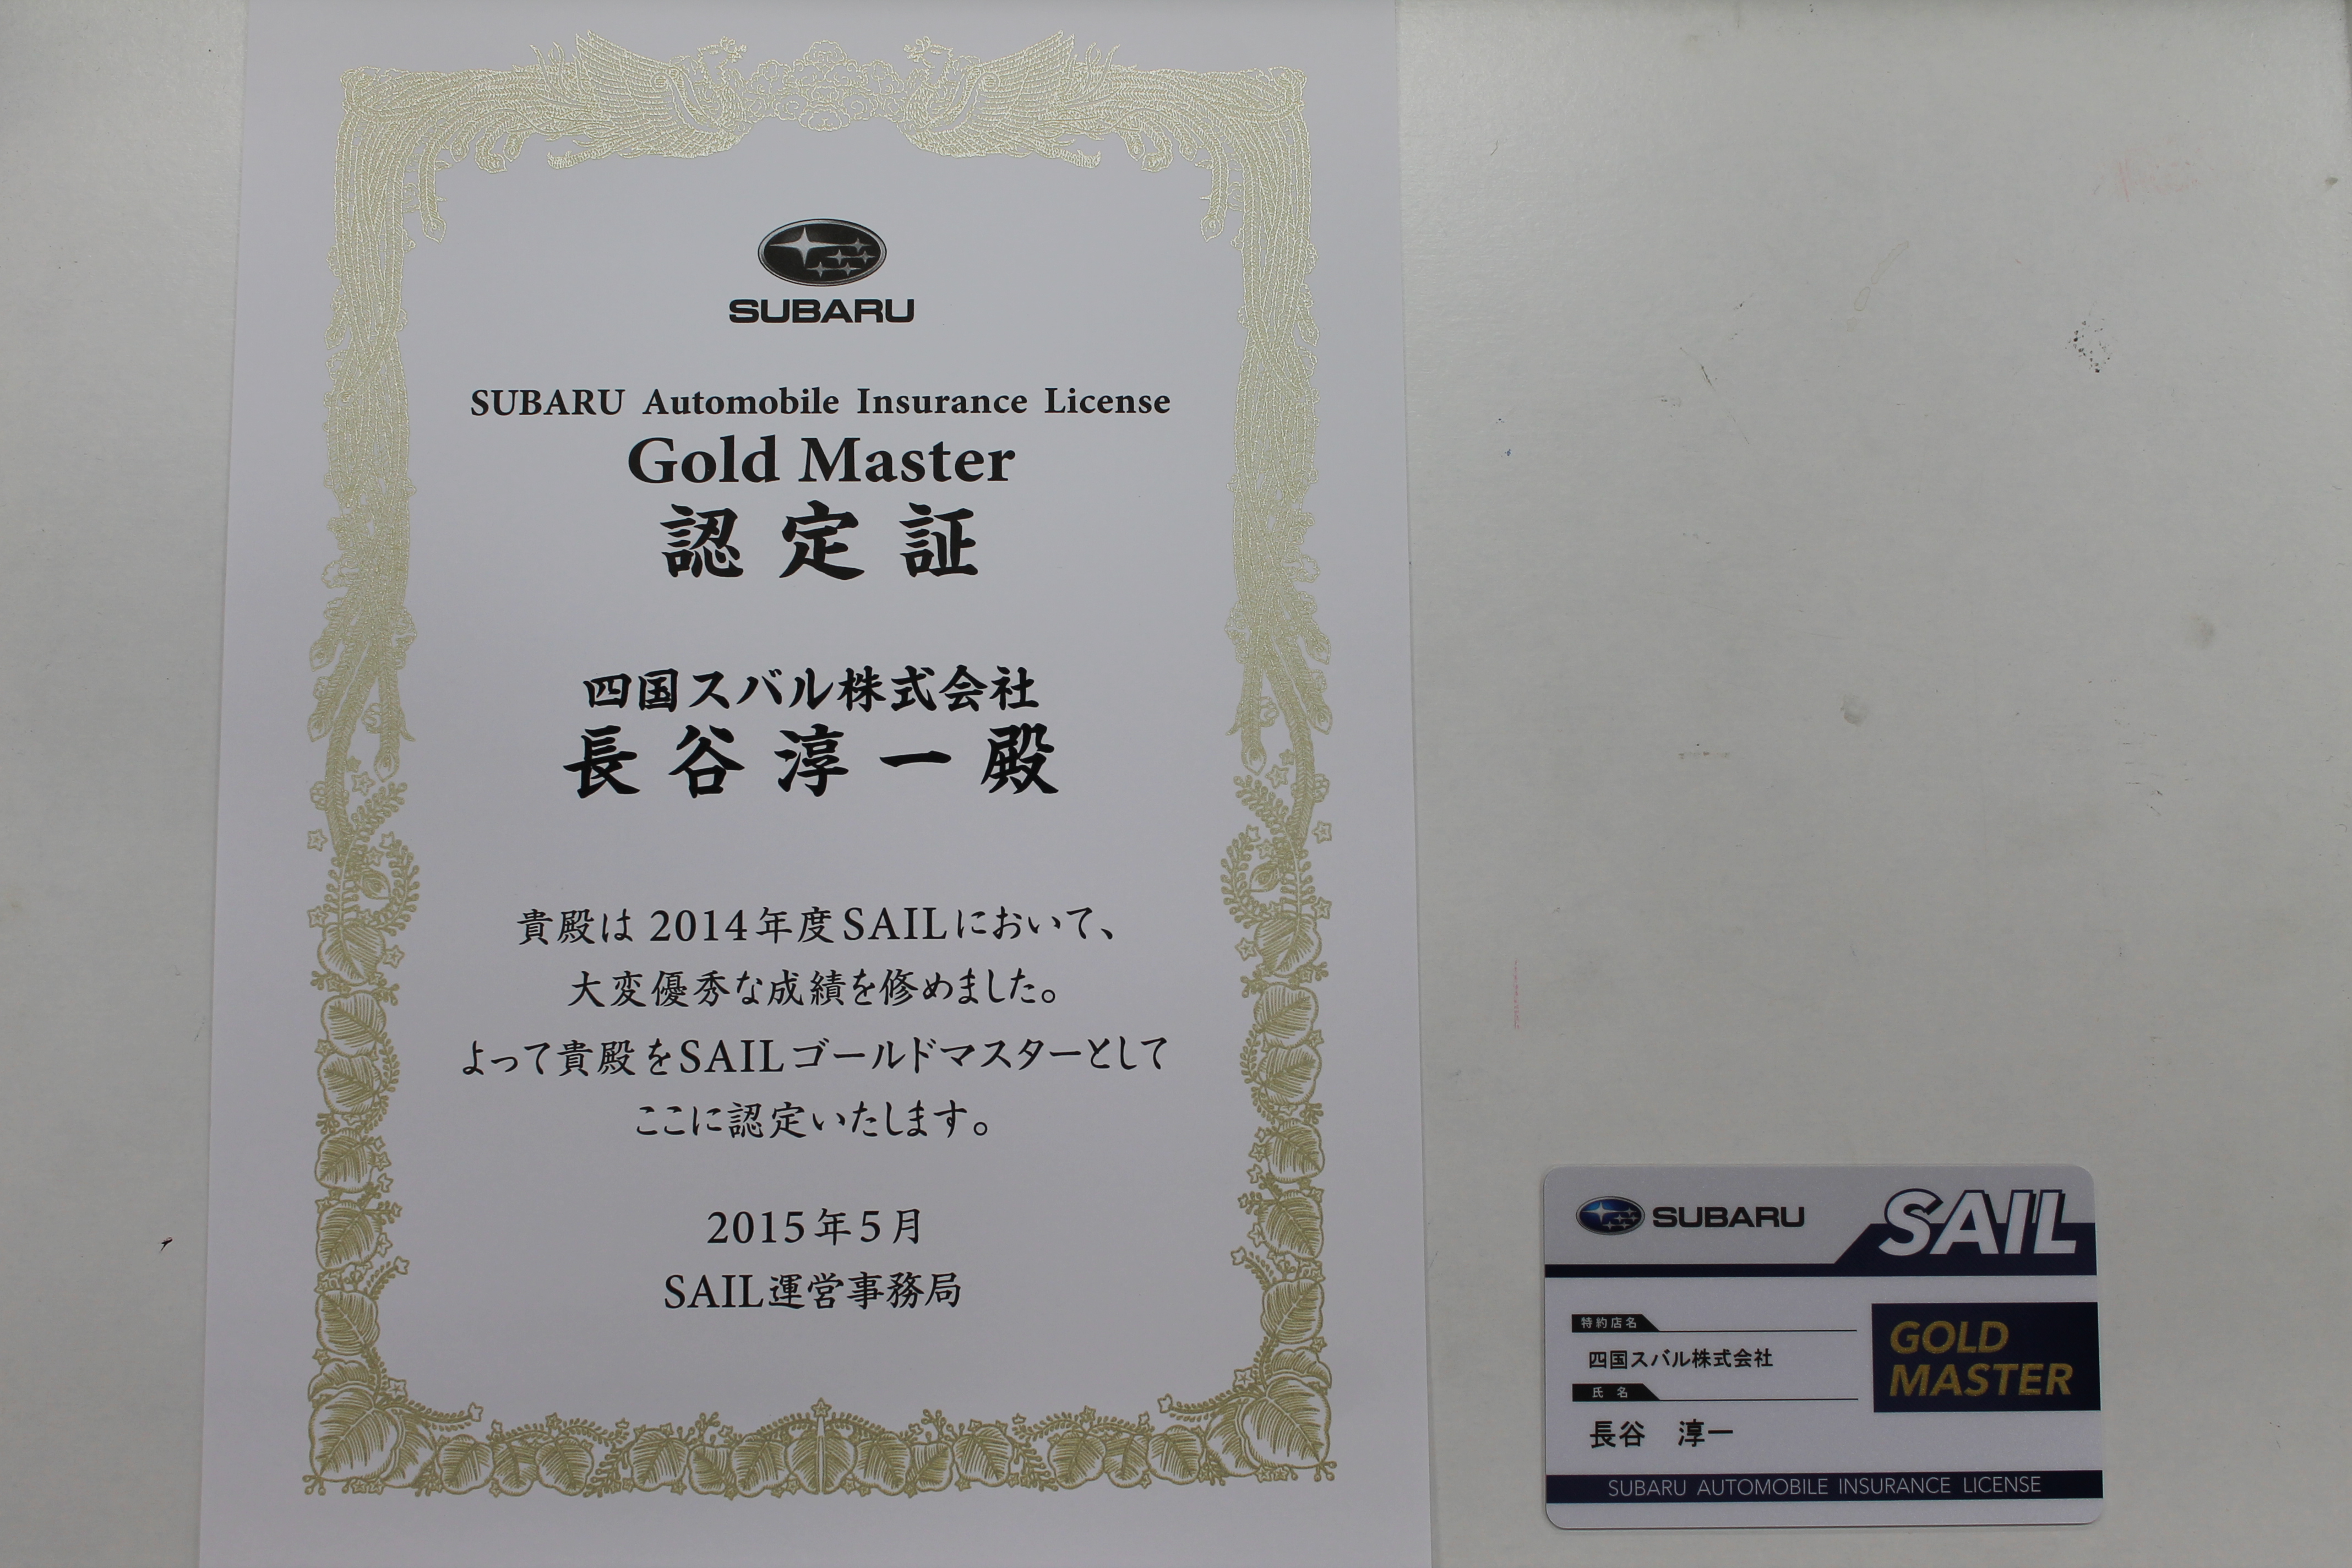 SUBARU
SUBARU Automobile Insurance License
Gold Master
認定証
四国スバル株式会社
長谷淳一殿
貴殿は2014年度SAILにおいて、
大変優秀な成績を修めました。
よって貴殿をSAILゴールドマスターとして
ここに認定いたします。
2015年5月
SAIL運営事務局
SUBARU SAIL
特約店名
四国スバル株式会社
氏名
長谷 淳一
GOLD
MASTER
SUBARU AUTOMOBILE INSURANCE LICENSE